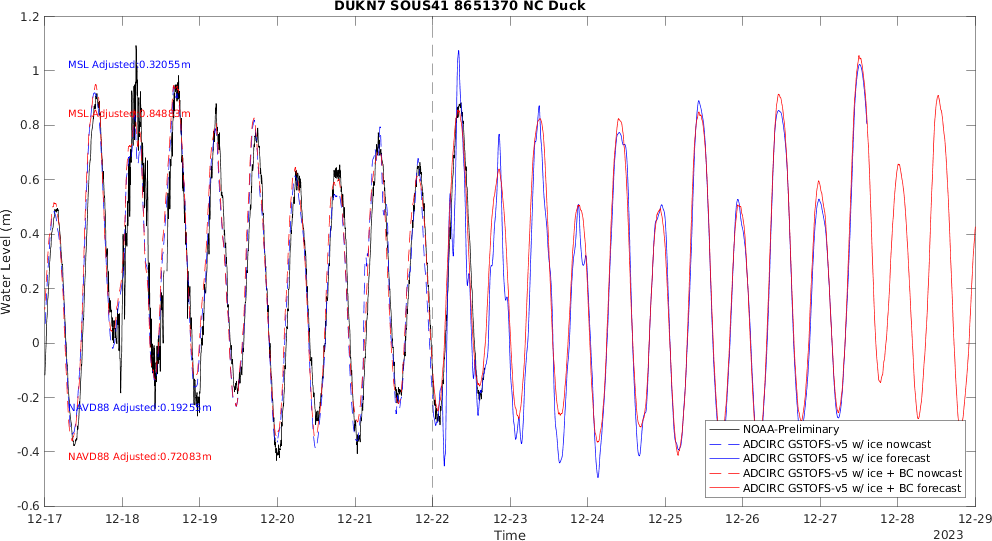 DUKN7 SOUS41 8651370 NC Duck
Water Level (m)
1.2
1
0.8
0.6
0.4
0.2
0
-0.2
-0.4
-0.6
MSL Adjusted:0.32055m
MSL Adjusted:0.84883m
NAVD88 Adjusted:0.1925 m
NAVD88 Adjusted:0.72083m
NOAA-Preliminary
ADCIRC GSTOFS-v5 w/ ice nowcast
ADCIRC GSTOFS-v5 w/ ice forecast
ADCIRC GSTOFS-v5 w/ ice + BC nowcast
ADCIRC GSTOFS-v5 w/ ice + BC forecast
12-17 12-18 12-19 12-20 12-21 12-22 12-23 12-24 12-25 12-26 12-27 12-28 12-29
Time
2023